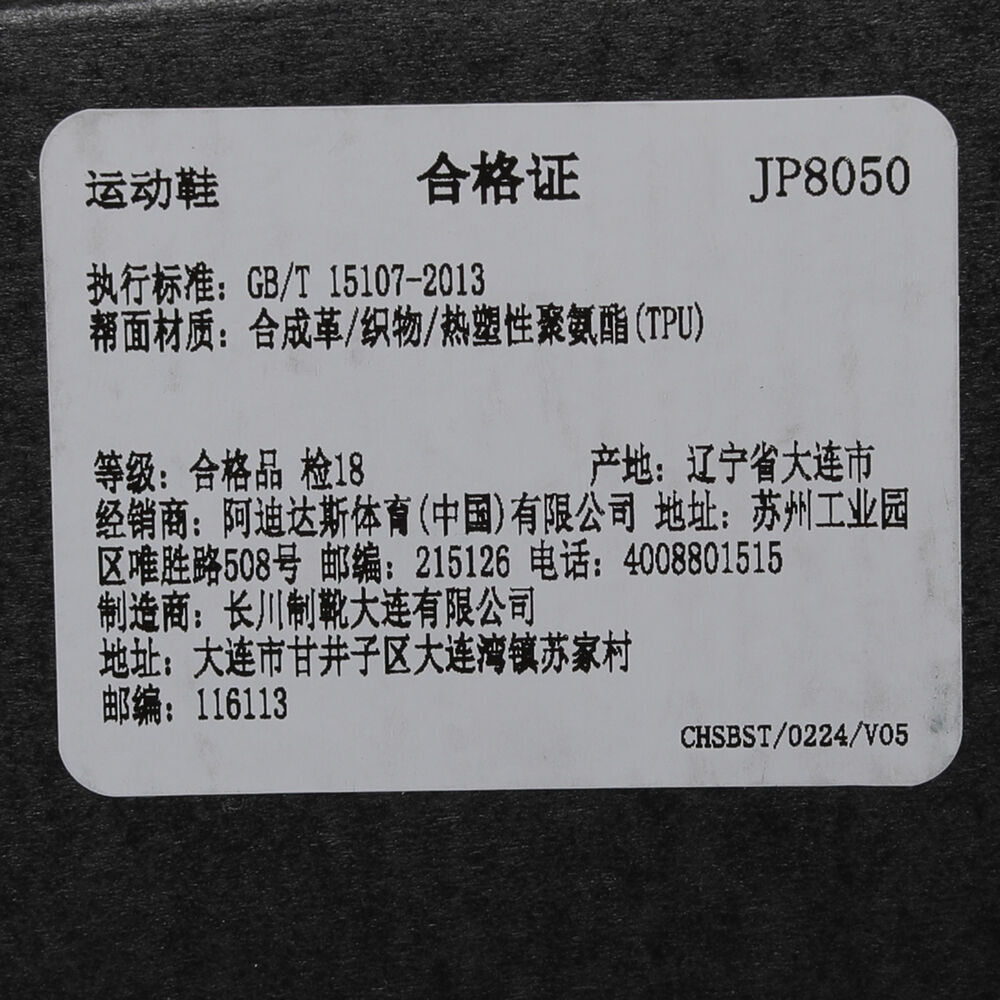 运动鞋 合格证 JP8050
执行标准：GB/T 15107-2013
帮面材质：合成革/织物/热塑性聚氨酯(TPU)
等级：合格品 检18 产地：辽宁省大连市
经销商：阿迪达斯体育(中国)有限公司 地址：苏州工业园
区唯胜路508号 邮编：215126 电话：4008801515
制造商：长川制靴大连有限公司
地址：大连市甘井子区大连湾镇苏家村
邮编：116113
CHSBST/0224/V05